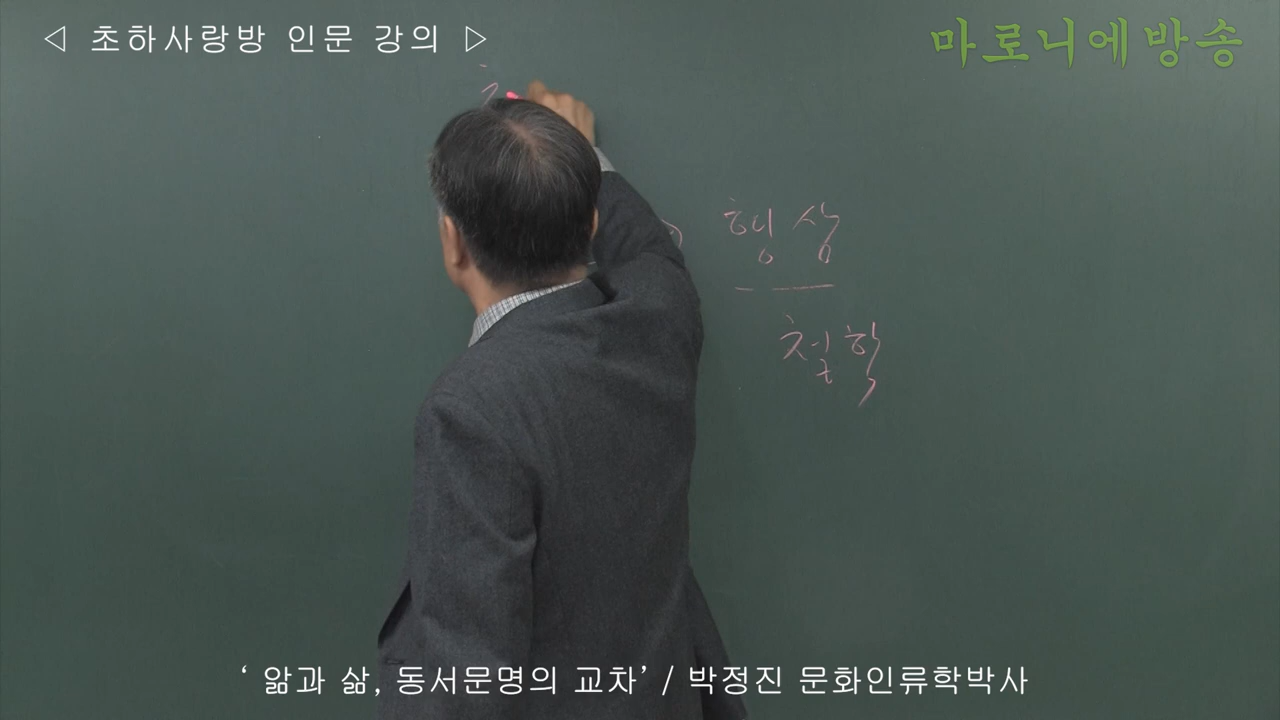 ◁ 초하사랑방 인문 강의 ▷
마로니에방송
형상
철학
‘ 앎과 삶, 동서문명의 교차’ / 박정진 문화인류학박사